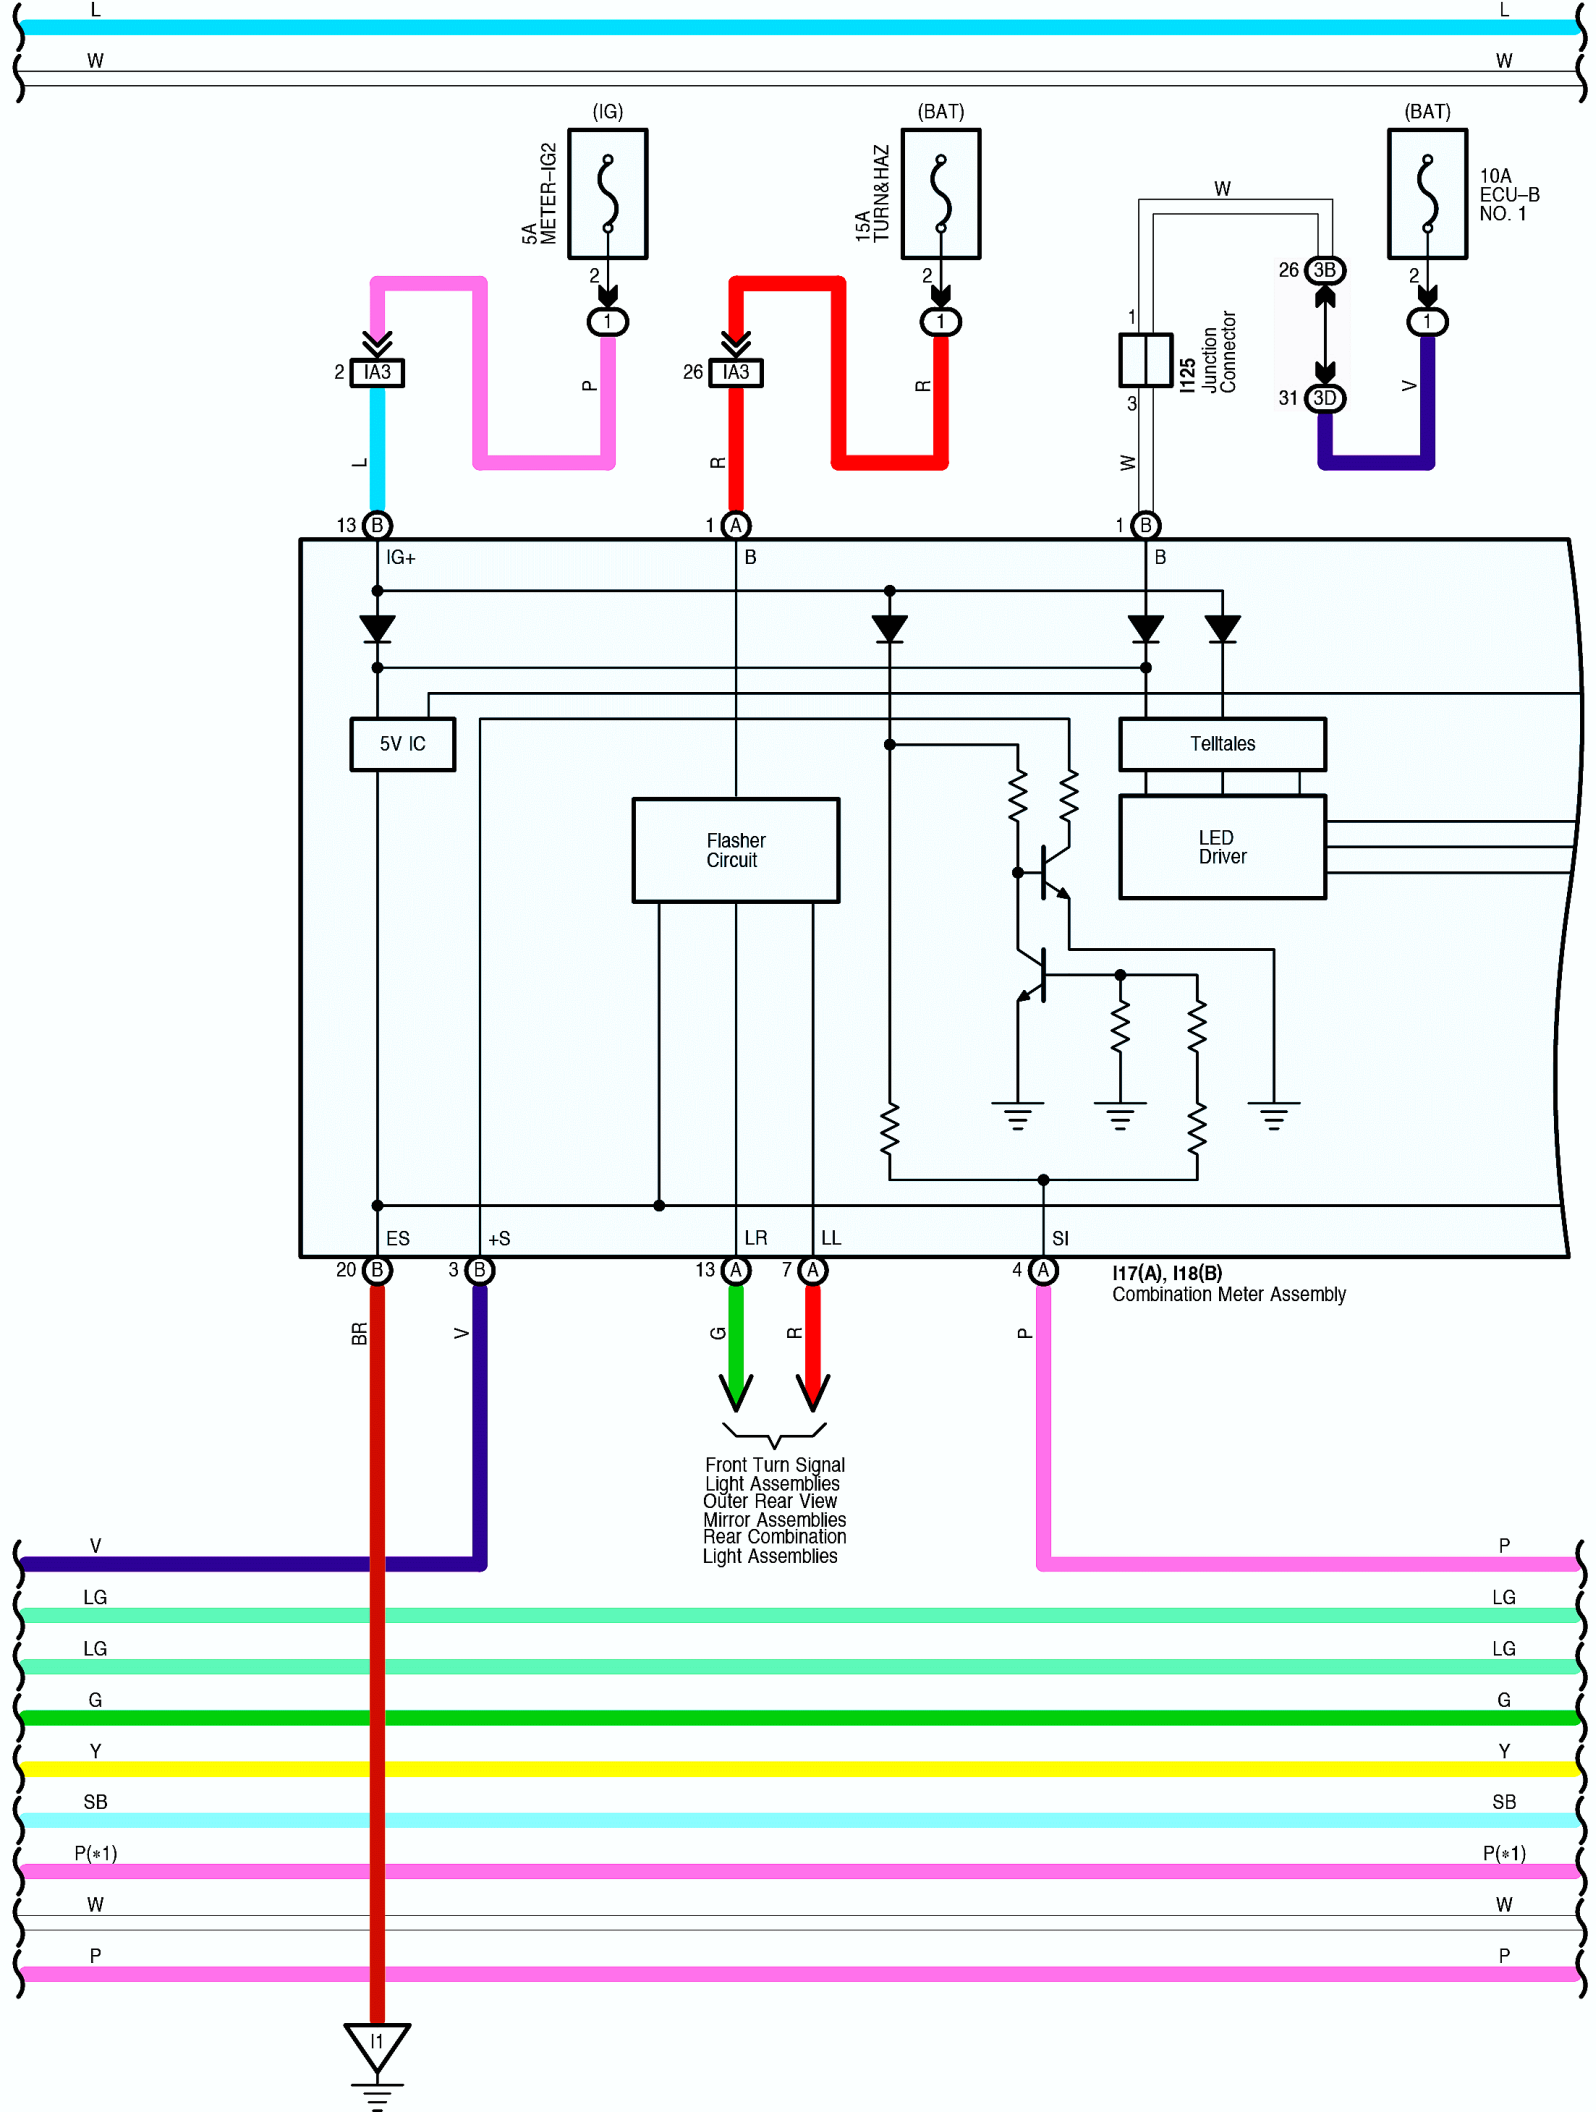 L
L
W
W
(IG)
(BAT)
(BAT)
5A
METER–IG2
15A
TURN&HAZ
10A
ECU–B
NO. 1
W
2
2
26 3B
2
1
1
1
1
I125
Junction
Connector
2 IA3
P
26 IA3
R
3
31 3D
V
L
R
W
13 B
1 A
1 B
IG+
B
B
5V IC
Telltales
Flasher
Circuit
LED
Driver
ES
+S
LR
LL
SI
20 B
3 B
13 A
7 A
4 A
I17(A), I18(B)
Combination Meter Assembly
BR
V
G
R
P
Front Turn Signal
Light Assemblies
Outer Rear View
Mirror Assemblies
Rear Combination
Light Assemblies
V
P
LG
LG
LG
LG
G
G
Y
Y
SB
SB
P(*1)
P(*1)
W
W
P
P
I1